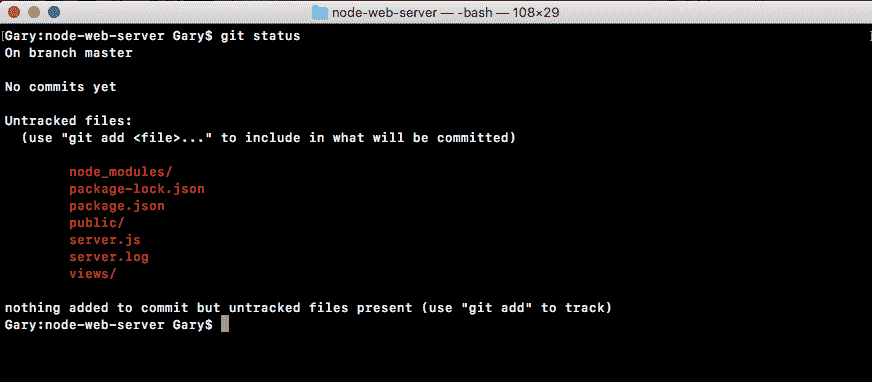 node-web-server — -bash — 108×29
[Gary:node-web-server Gary$ git status ]
On branch master
No commits yet
Untracked files:
(use "git add <file>..." to include in what will be committed)
node_modules/
package-lock.json
package.json
public/
server.js
server.log
views/
nothing added to commit but untracked files present (use "git add" to track)
Gary:node-web-server Gary$